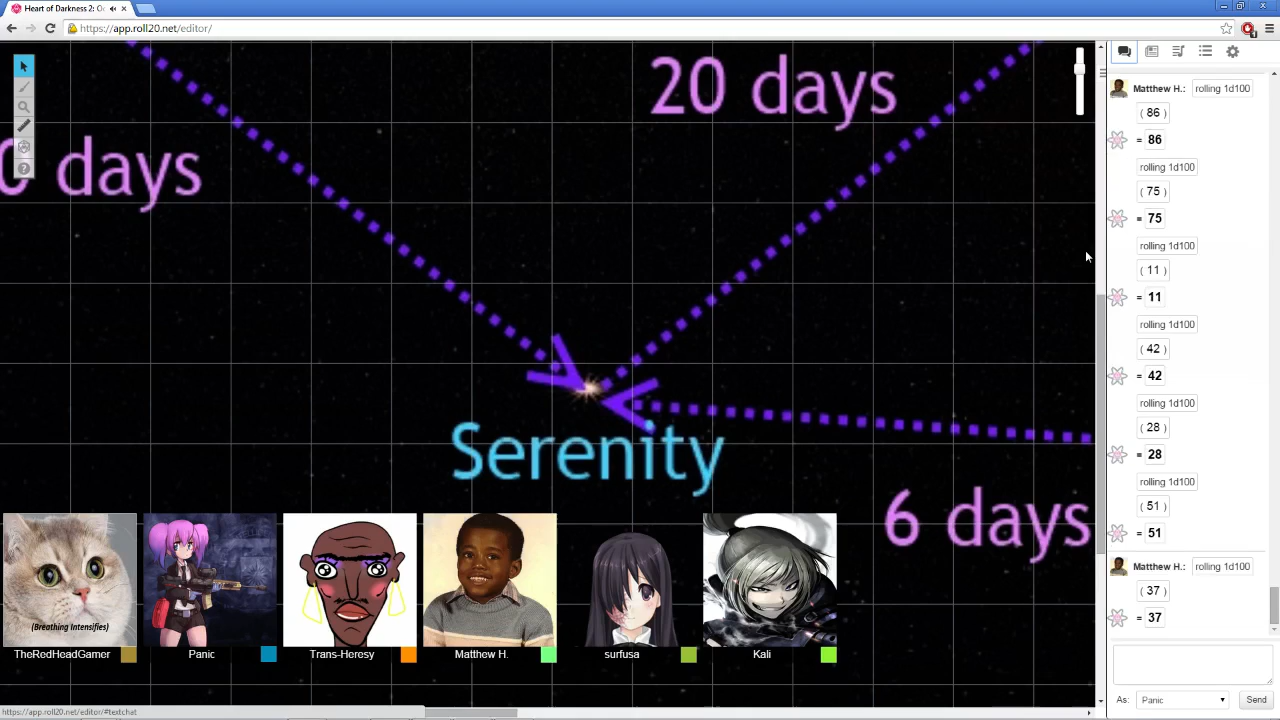 Heart of Darkness 2: Oc
https://app.roll20.net/editor/
20 days
0 days
Serenity
6 days
(Breathing Intensifies)
TheRedHeadGamer
Panic
Trans-Heresy
Matthew H.
surfusa
Kali
Matthew H.: rolling 1d100
( 86 )
= 86
rolling 1d100
( 75 )
= 75
rolling 1d100
( 11 )
= 11
rolling 1d100
( 42 )
= 42
rolling 1d100
( 28 )
= 28
rolling 1d100
( 51 )
= 51
Matthew H.: rolling 1d100
( 37 )
= 37
As: Panic Send
https://app.roll20.net/editor/#textchat